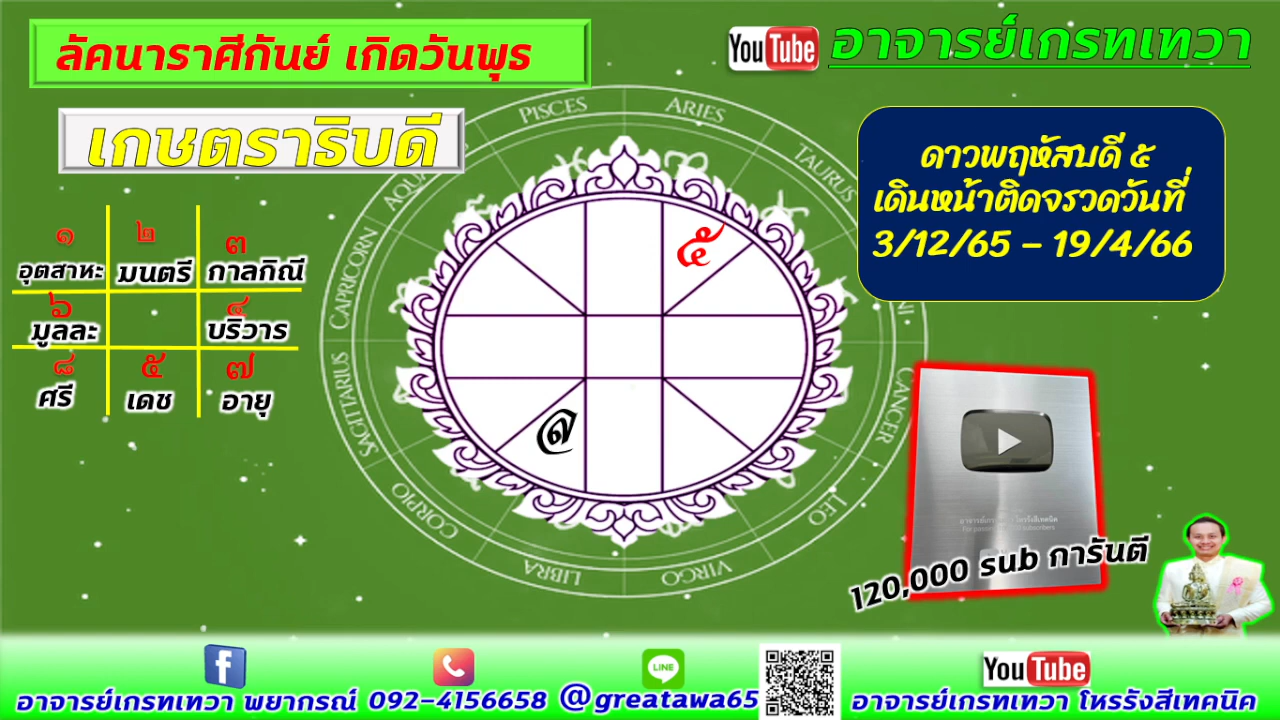 ลัคนาราศีกันย์ เกิดวันพุธ
YouTube อาจารย์เกรทเทวา
เกษตราธิบดี
ดาวพฤหัสบดี ๕
เดินหน้าติดจรวดวันที่
3/12/65 – 19/4/66
๑ ๒ ๓
อุตสาหะ มนตรี กาลกิณี
๖ ๔
มูลละ บริวาร
๘ ๕ ๗
ศรี เดช อายุ
PISCES
ARIES
TAURUS
CANCER
LEO
VIRGO
LIBRA
CORPIO
SAGITTARIUS
CAPRICORN
AQUA
NI
๕
ล
120,000 sub การันตี
YouTube
อาจารย์เกรทเทวา พยากรณ์ 092-4156658 @greatawa65 อาจารย์เกรทเทวา โหรรังสีเทคนิค